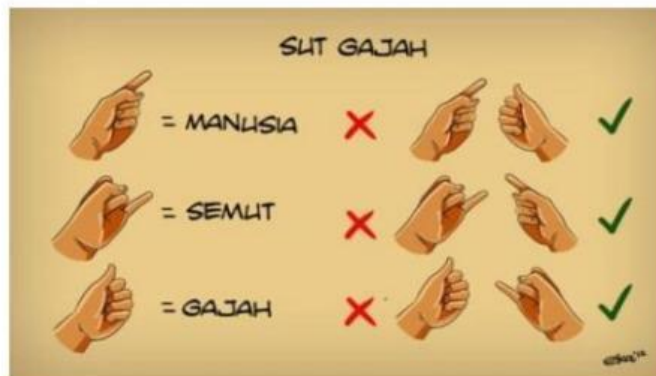 SUT GAJAH
= MANUSIA
= SEMUT
= GAJAH